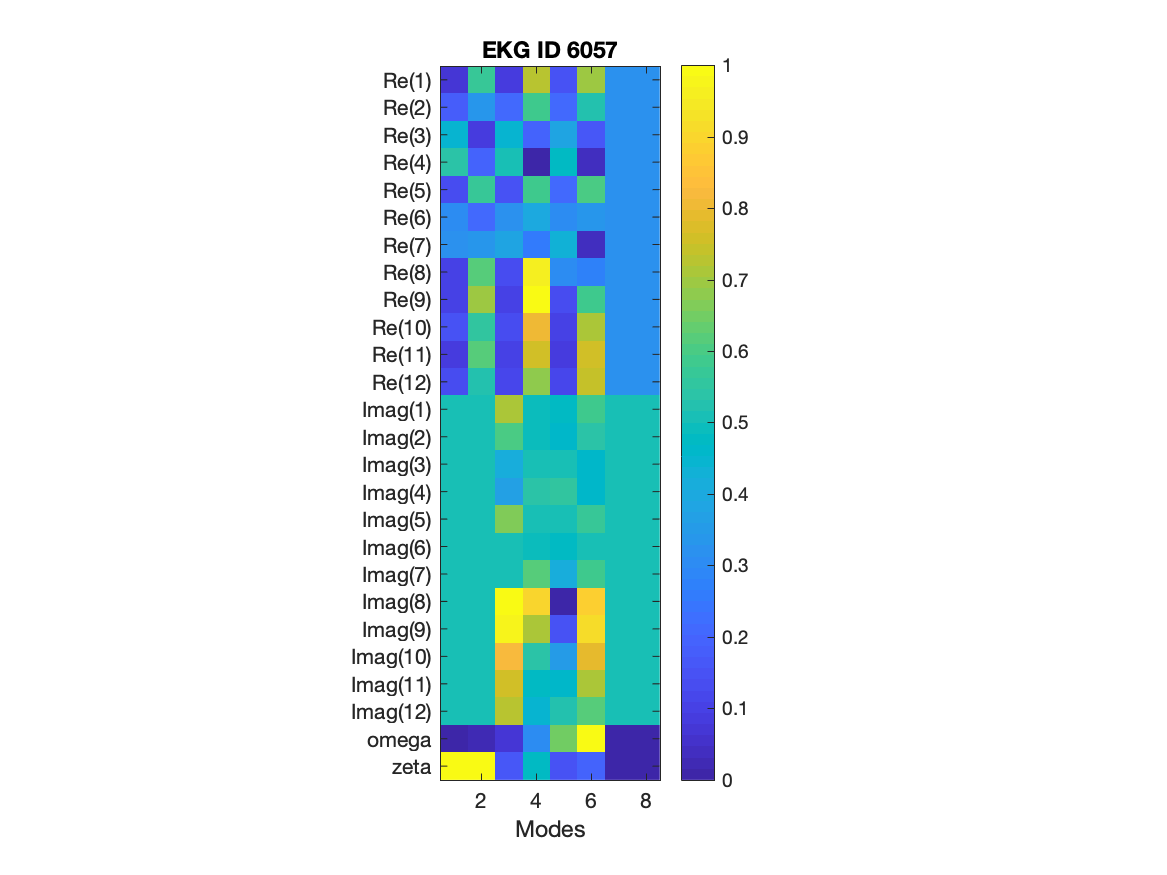 EKG ID 6057
Re(1)
Re(2)
Re(3)
Re(4)
Re(5)
Re(6)
Re(7)
Re(8)
Re(9)
Re(10)
Re(11)
Re(12)
Imag(1)
Imag(2)
Imag(3)
Imag(4)
Imag(5)
Imag(6)
Imag(7)
Imag(8)
Imag(9)
Imag(10)
Imag(11)
Imag(12)
omega
zeta
2 4 6 8
Modes
1
0.9
0.8
0.7
0.6
0.5
0.4
0.3
0.2
0.1
0